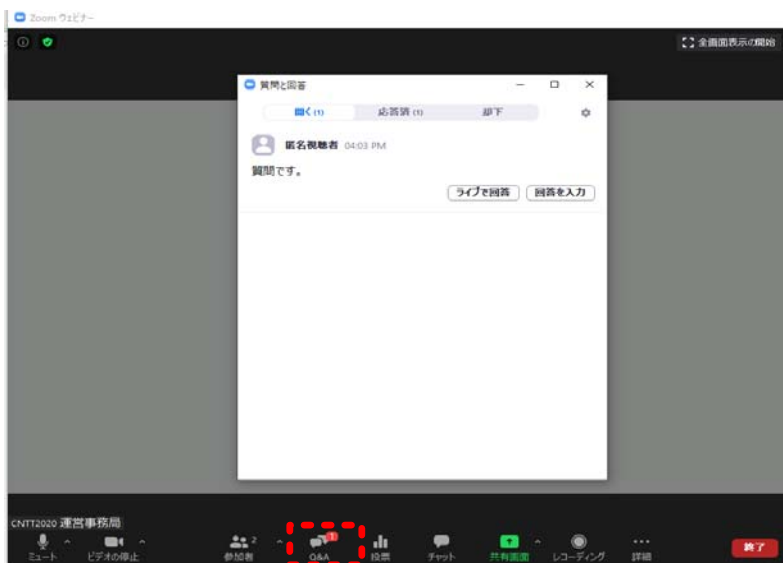 Zoom ウェビナー
全画面表示の開始
質問と回答
開く (1) 応答済 (1) 却下
匿名視聴者 04:03 PM
質問です。
ライブで回答 回答を入力
CNTT2020 運営事務局
ミュート ビデオの停止 参加者 2 Q&A 1 投票 チャット 共有画面 レコーディング 詳細 終了